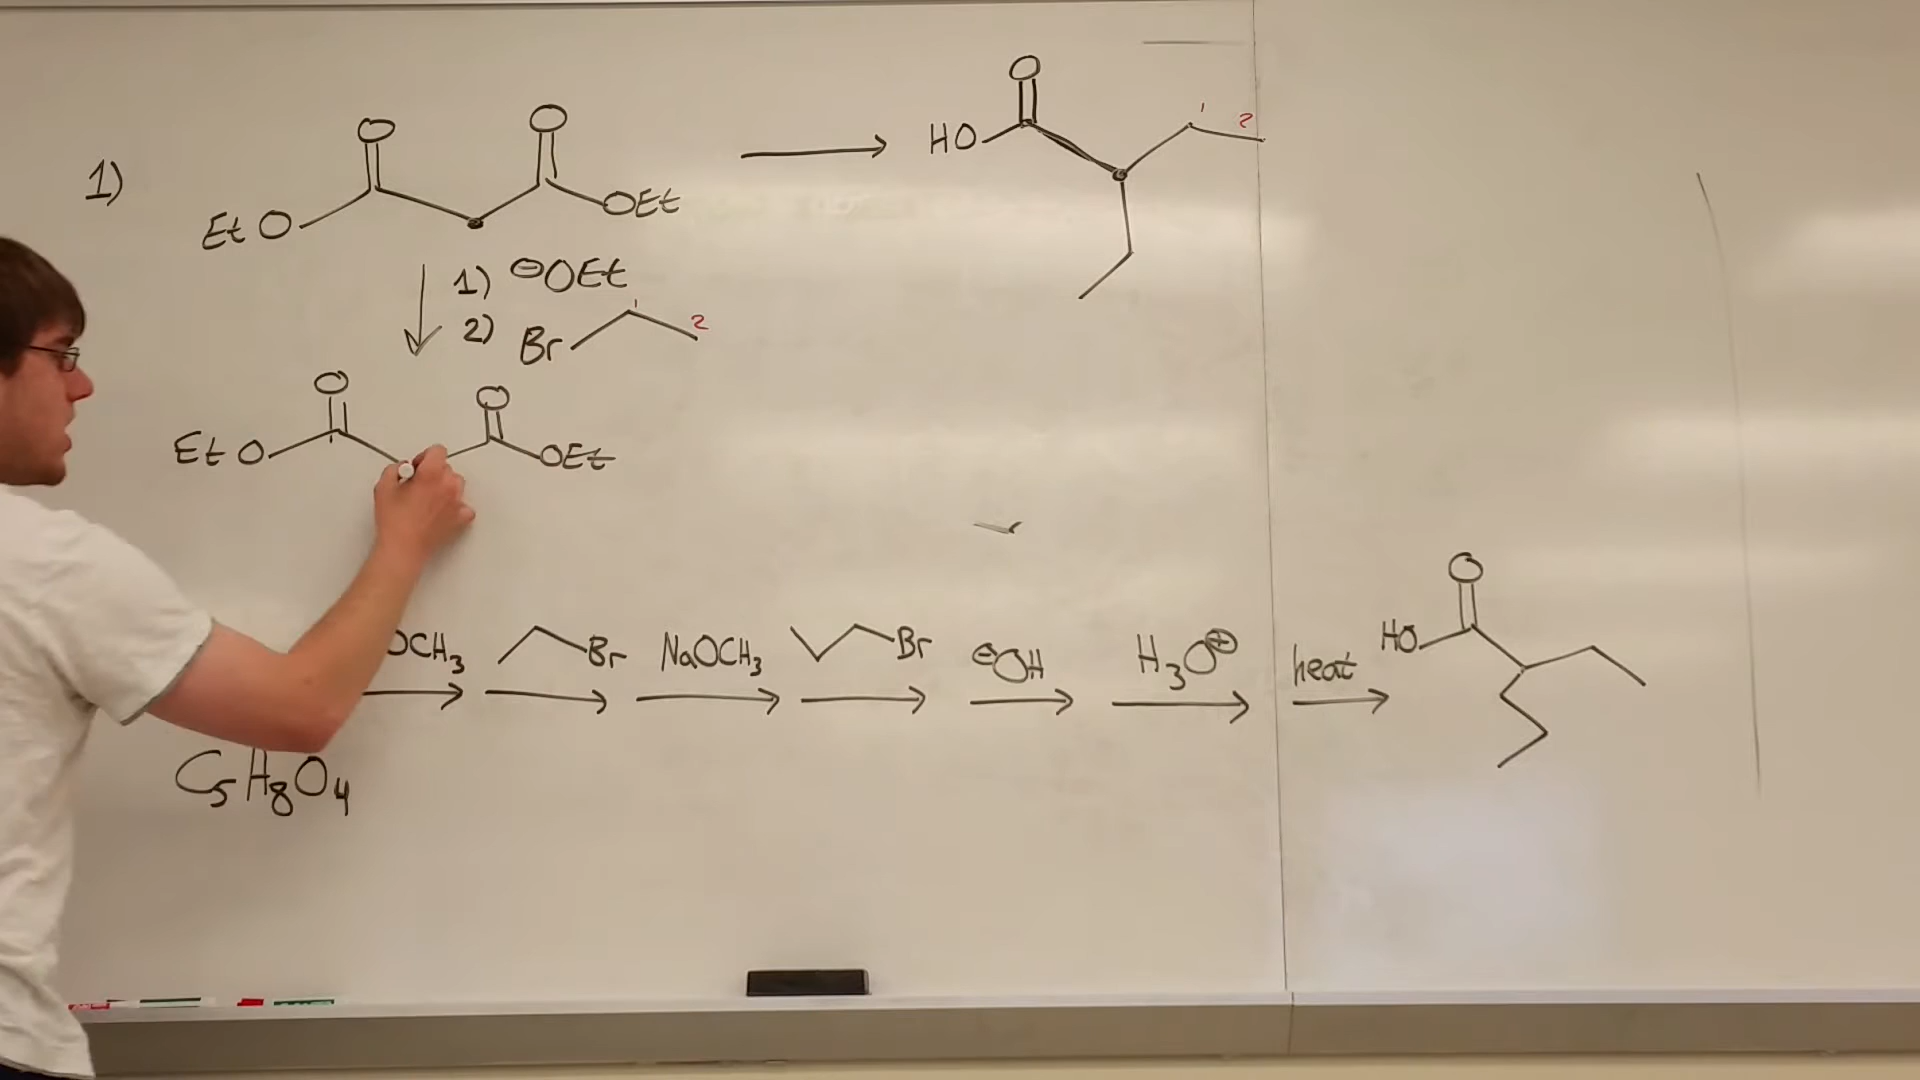 1)
O
O
EtO
OEt
O
HO
1
2
1) ⊖OEt
2) Br
1
2
O
O
EtO
OEt
OCH3
Br
NaOCH3
Br
⊖OH
H3O⊕
heat
O
HO
C5H8O4